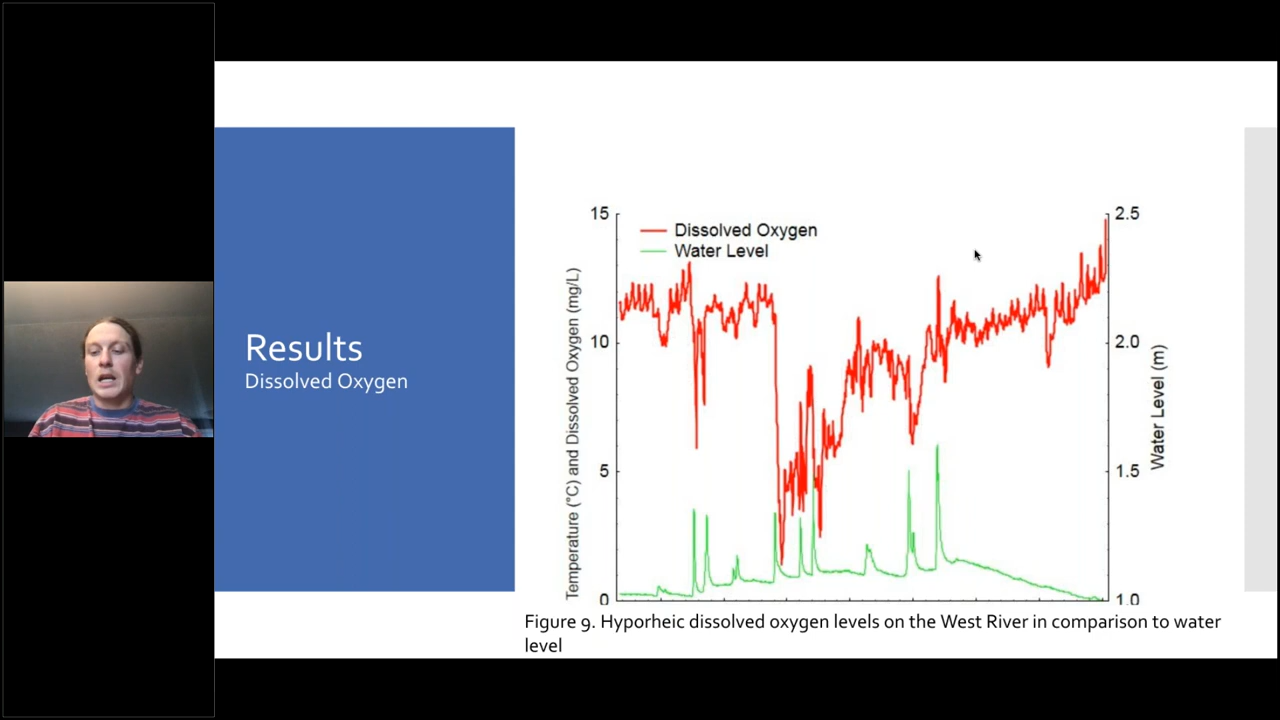 Results
Dissolved Oxygen
15
10
5
0
Temperature (°C) and Dissolved Oxygen (mg/L)
Dissolved Oxygen
Water Level
2.5
2.0
1.5
1.0
Water Level (m)
Figure 9. Hyporheic dissolved oxygen levels on the West River in comparison to water
level